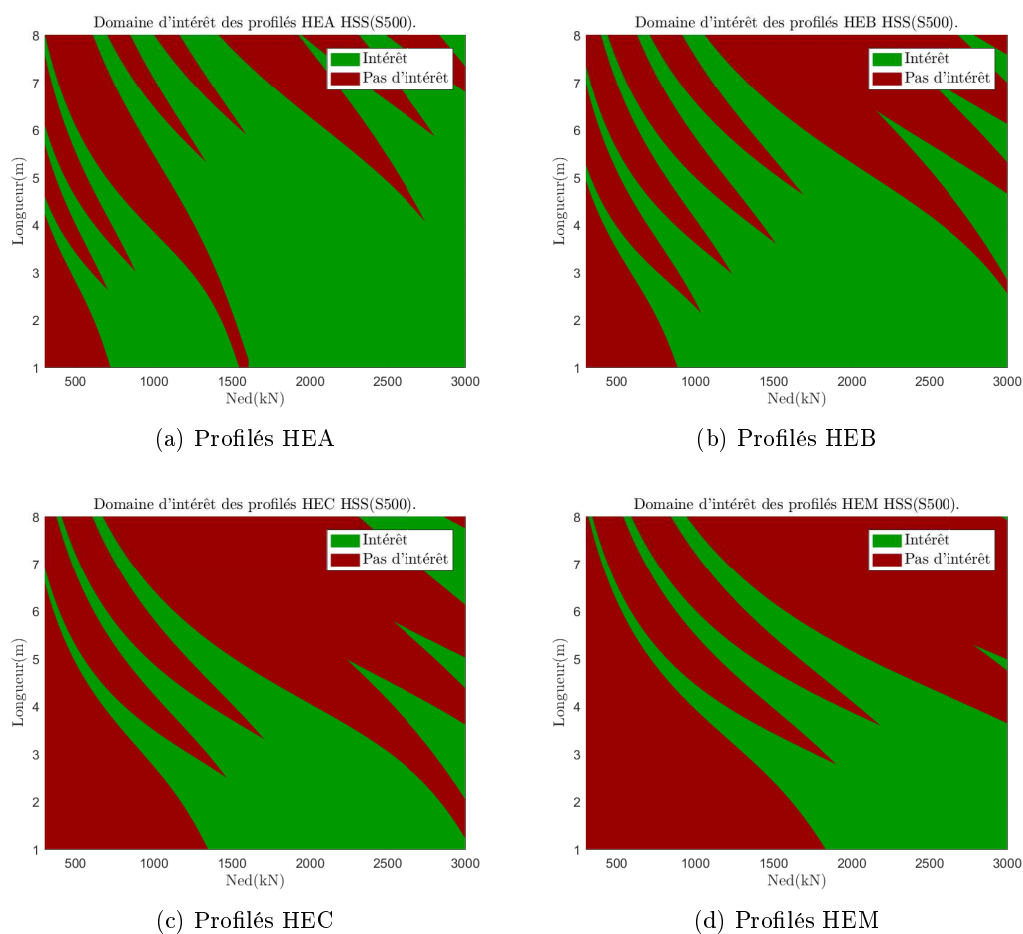 Domaine d'intérêt des profilés HEA HSS(S500).
Intérêt
Pas d'intérêt
Longueur(m)
8
7
6
5
4
3
2
1
500 1000 1500 2000 2500 3000
Ned(kN)
(a) Profilés HEA
Domaine d'intérêt des profilés HEB HSS(S500).
Intérêt
Pas d'intérêt
Longueur(m)
8
7
6
5
4
3
2
1
500 1000 1500 2000 2500 3000
Ned(kN)
(b) Profilés HEB
Domaine d'intérêt des profilés HEC HSS(S500).
Intérêt
Pas d'intérêt
Longueur(m)
8
7
6
5
4
3
2
1
500 1000 1500 2000 2500 3000
Ned(kN)
(c) Profilés HEC
Domaine d'intérêt des profilés HEM HSS(S500).
Intérêt
Pas d'intérêt
Longueur(m)
8
7
6
5
4
3
2
1
500 1000 1500 2000 2500 3000
Ned(kN)
(d) Profilés HEM